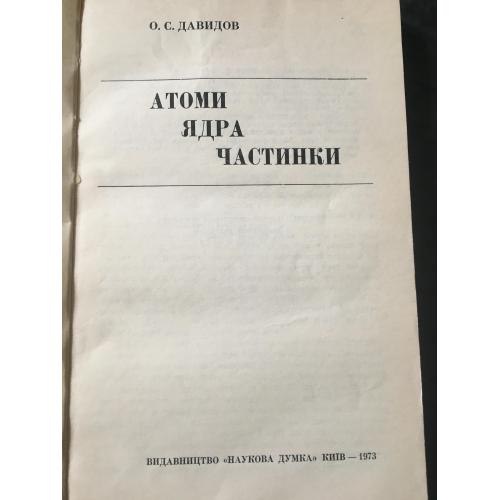 О. С. ДАВИДОВ
АТОМИ
ЯДРА
ЧАСТИНКИ
ВИДАВНИЦТВО «НАУКОВА ДУМКА» КИЇВ — 1973